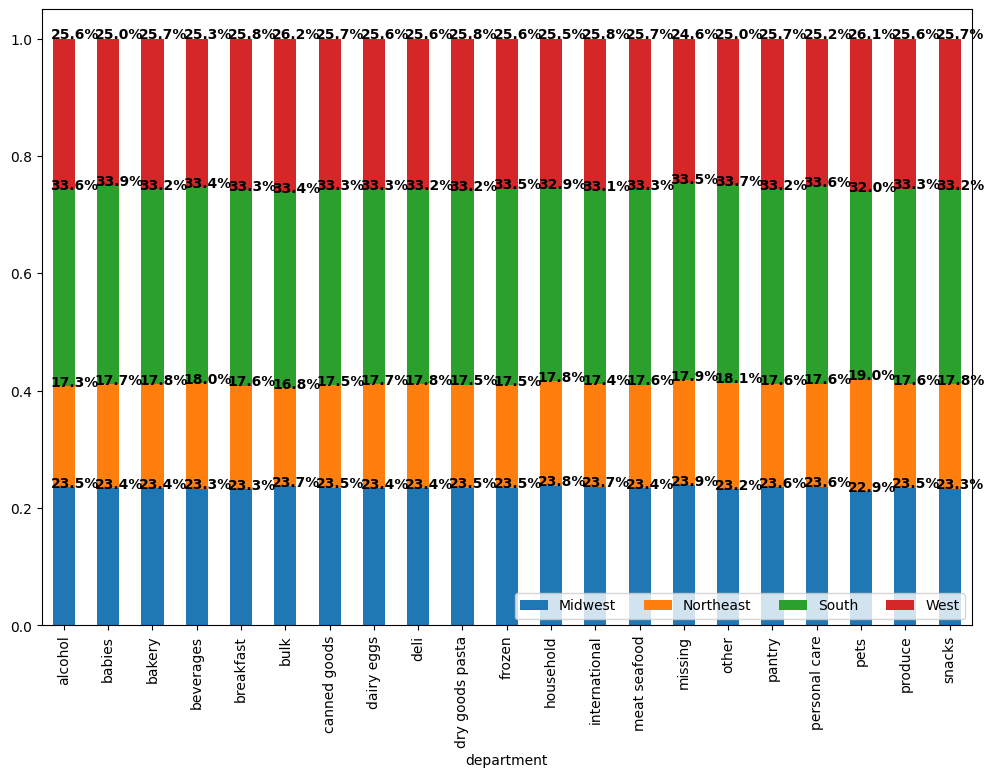 1.0
25.6% 25.0% 25.7% 25.3% 25.8% 26.2% 25.7% 25.6% 25.6% 25.8% 25.6% 25.5% 25.8% 25.7% 24.6% 25.0% 25.7% 25.2% 26.1% 25.6% 25.7%
0.8
33.6% 33.9% 33.2% 33.4% 33.3% 33.4% 33.3% 33.3% 33.2% 33.2% 33.5% 32.9% 33.1% 33.3% 33.5% 33.7% 33.2% 33.6% 32.0% 33.3% 33.2%
0.6
0.4
17.3% 17.7% 17.8% 18.0% 17.6% 16.8% 17.5% 17.7% 17.8% 17.5% 17.5% 17.8% 17.4% 17.6% 17.9% 18.1% 17.6% 17.6% 19.0% 17.6% 17.8%
23.5% 23.4% 23.4% 23.3% 23.3% 23.7% 23.5% 23.4% 23.4% 23.5% 23.5% 23.8% 23.7% 23.4% 23.9% 23.2% 23.6% 23.6% 22.9% 23.5% 23.3%
0.2
Midwest Northeast South West
0.0
alcohol
babies
bakery
beverages
breakfast
bulk
canned goods
dairy eggs
deli
dry goods pasta
frozen
household
international
meat seafood
missing
other
pantry
personal care
pets
produce
snacks
department